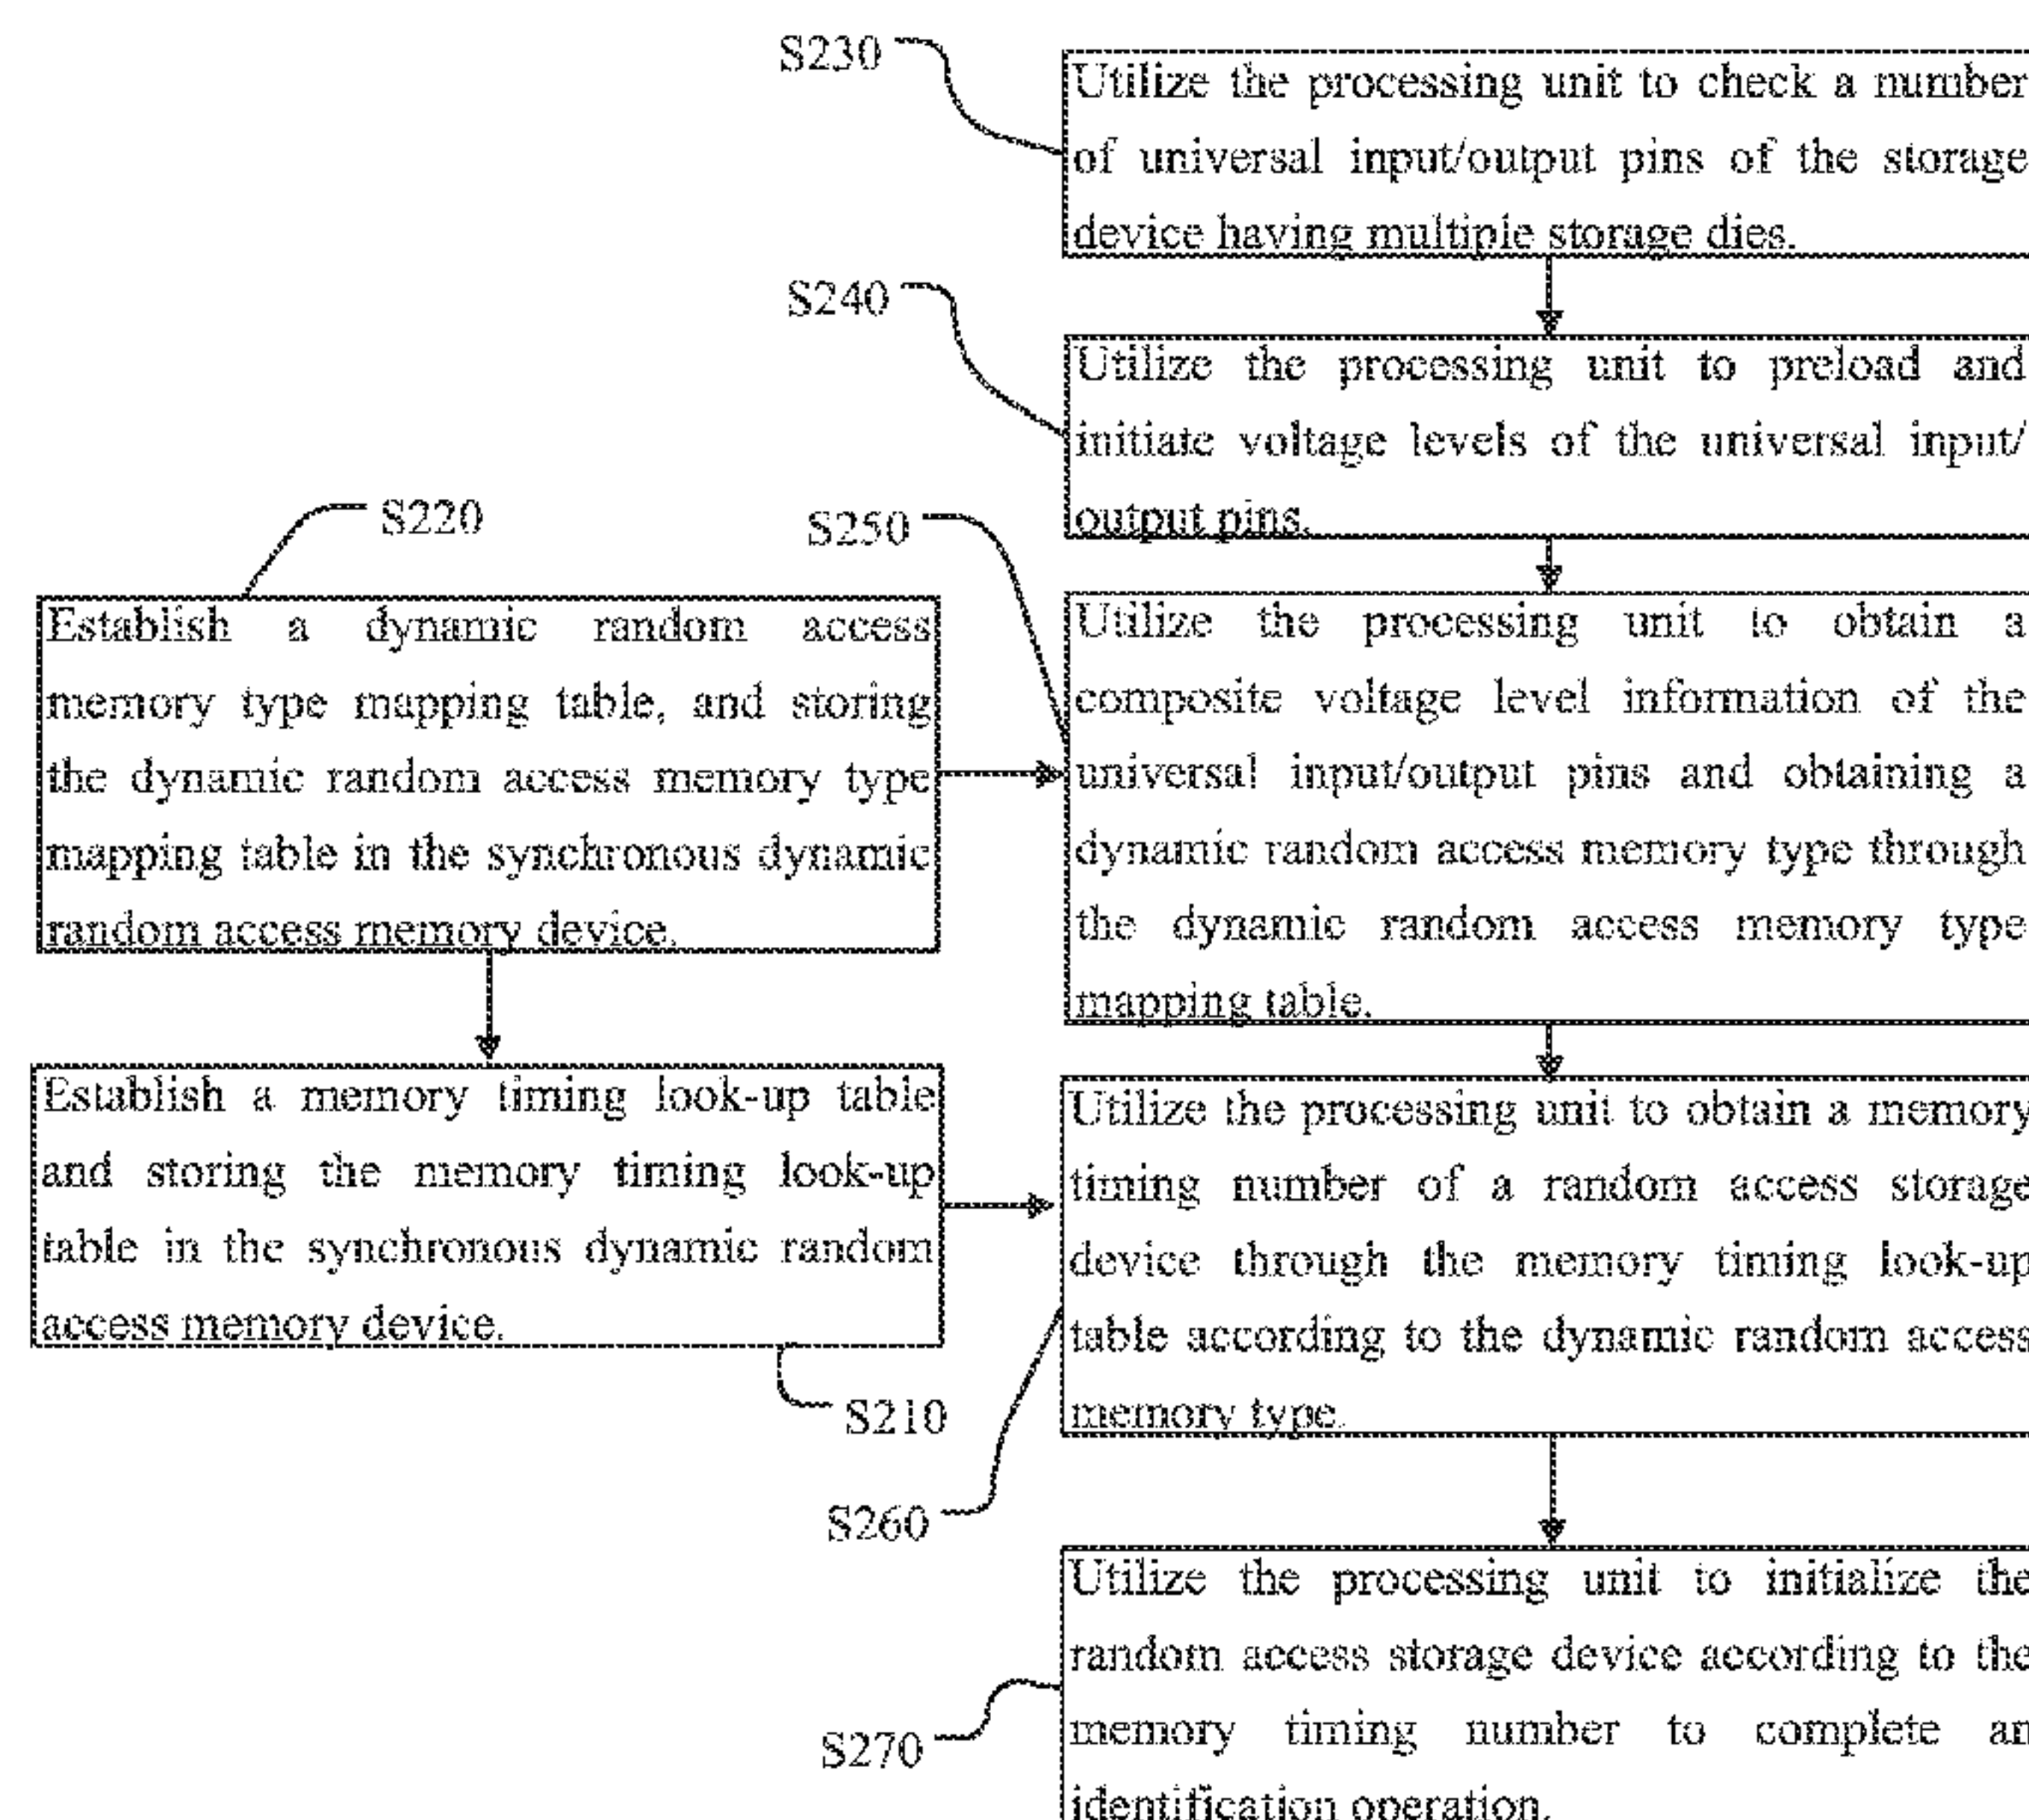 S230
Utilize the processing unit to check a number
of universal input/output pins of the storage
device having multiple storage dies.
S240
Utilize the processing unit to preload and
initiate voltage levels of the universal input/
output pins.
S220
Establish a dynamic random access
memory type mapping table, and storing
the dynamic random access memory type
mapping table in the synchronous dynamic
random access memory device.
S250
Utilize the processing unit to obtain a
composite voltage level information of the
universal input/output pins and obtaining a
dynamic random access memory type through
the dynamic random access memory type
mapping table.
Establish a memory timing look-up table
and storing the memory timing look-up
table in the synchronous dynamic random
access memory device.
S210
Utilize the processing unit to obtain a memory
timing number of a random access storage
device through the memory timing look-up
table according to the dynamic random access
memory type.
S260
Utilize the processing unit to initialize the
random access storage device according to the
memory timing number to complete an
identification operation.
S270